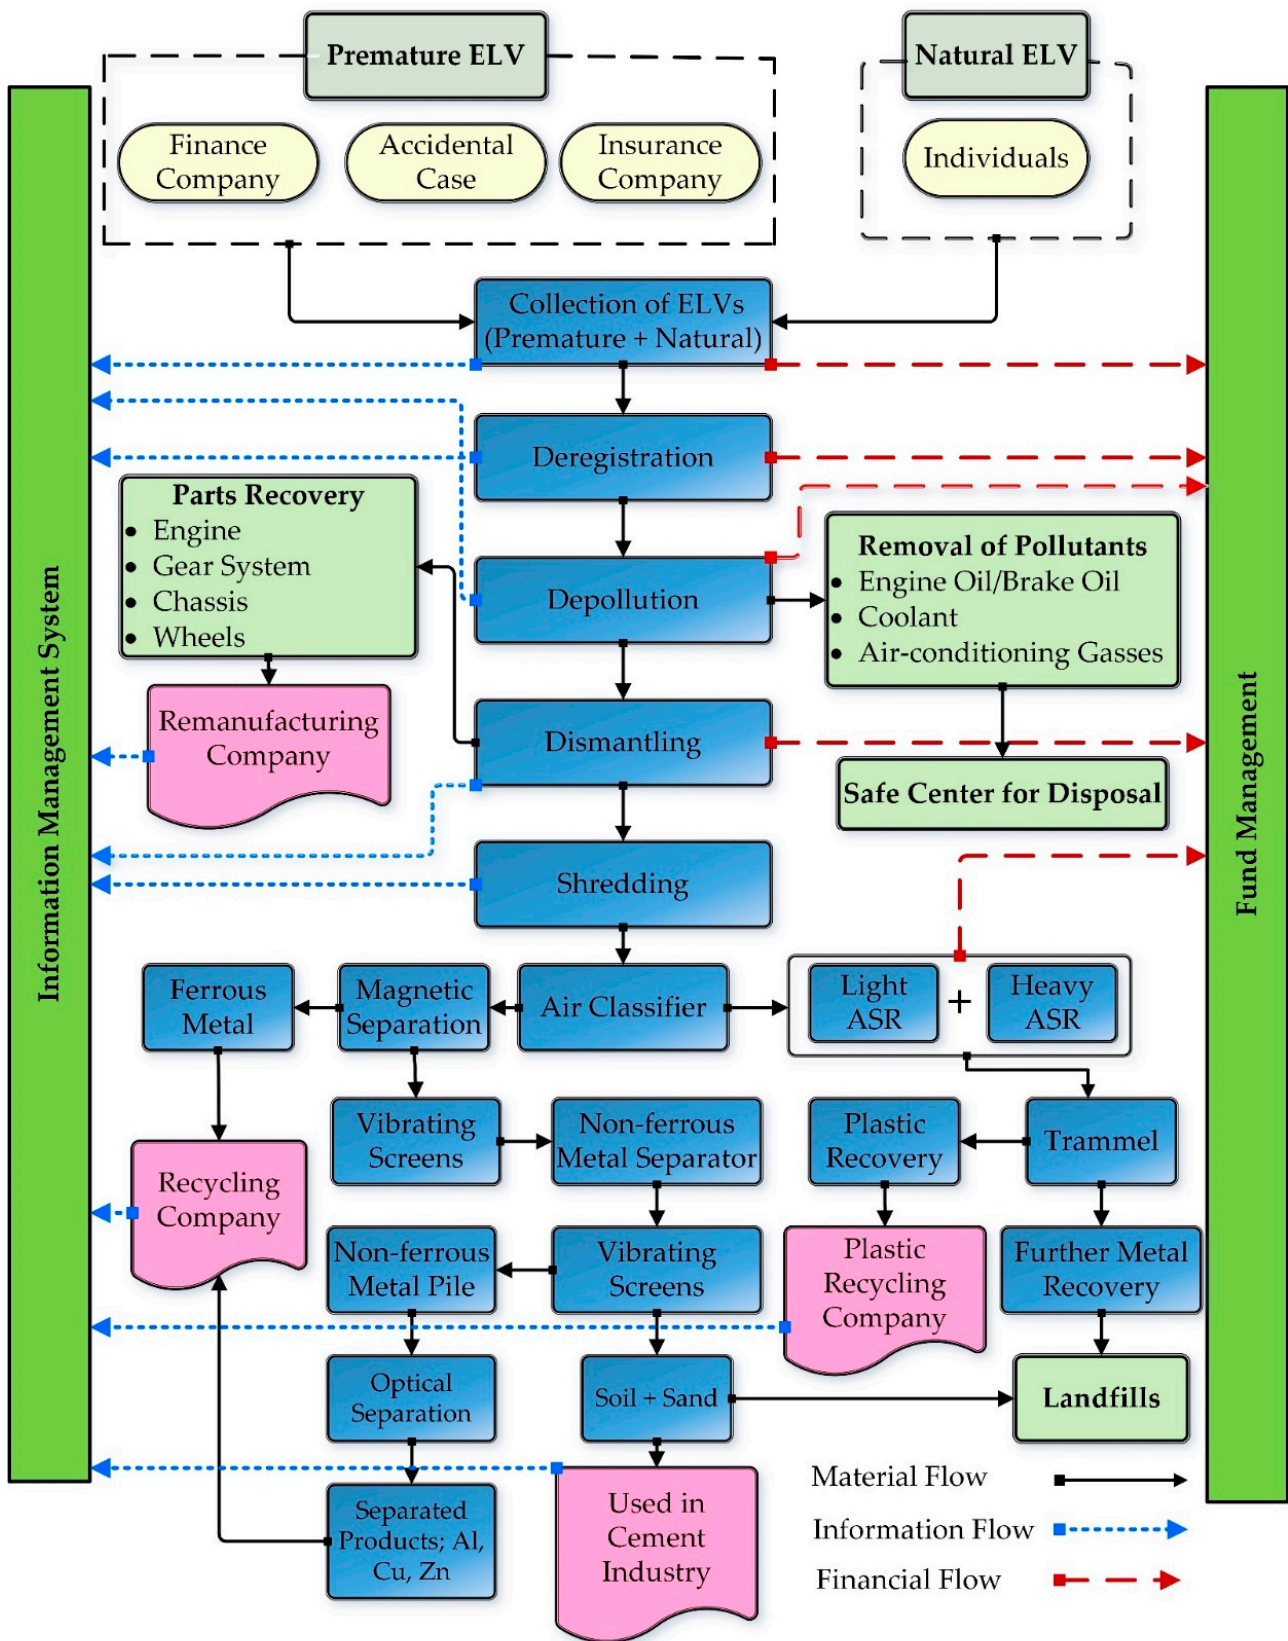 Premature ELV
Natural ELV
Finance
Company
Accidental
Case
Insurance
Company
Individuals
Information Management System
Fund Management
Collection of ELVs
(Premature + Natural)
Deregistration
Parts Recovery
• Engine
• Gear System
• Chassis
• Wheels
Depollution
Removal of Pollutants
• Engine Oil/Brake Oil
• Coolant
• Air-conditioning Gasses
Remanufacturing
Company
Dismantling
Safe Center for Disposal
Shredding
Ferrous
Metal
Magnetic
Separation
Air Classifier
Light
ASR
+
Heavy
ASR
Vibrating
Screens
Non-ferrous
Metal Separator
Plastic
Recovery
Trammel
Recycling
Company
Non-ferrous
Metal Pile
Vibrating
Screens
Plastic
Recycling
Company
Further Metal
Recovery
Optical
Separation
Soil + Sand
Landfills
Separated
Products; Al,
Cu, Zn
Used in
Cement
Industry
Material Flow
Information Flow
Financial Flow